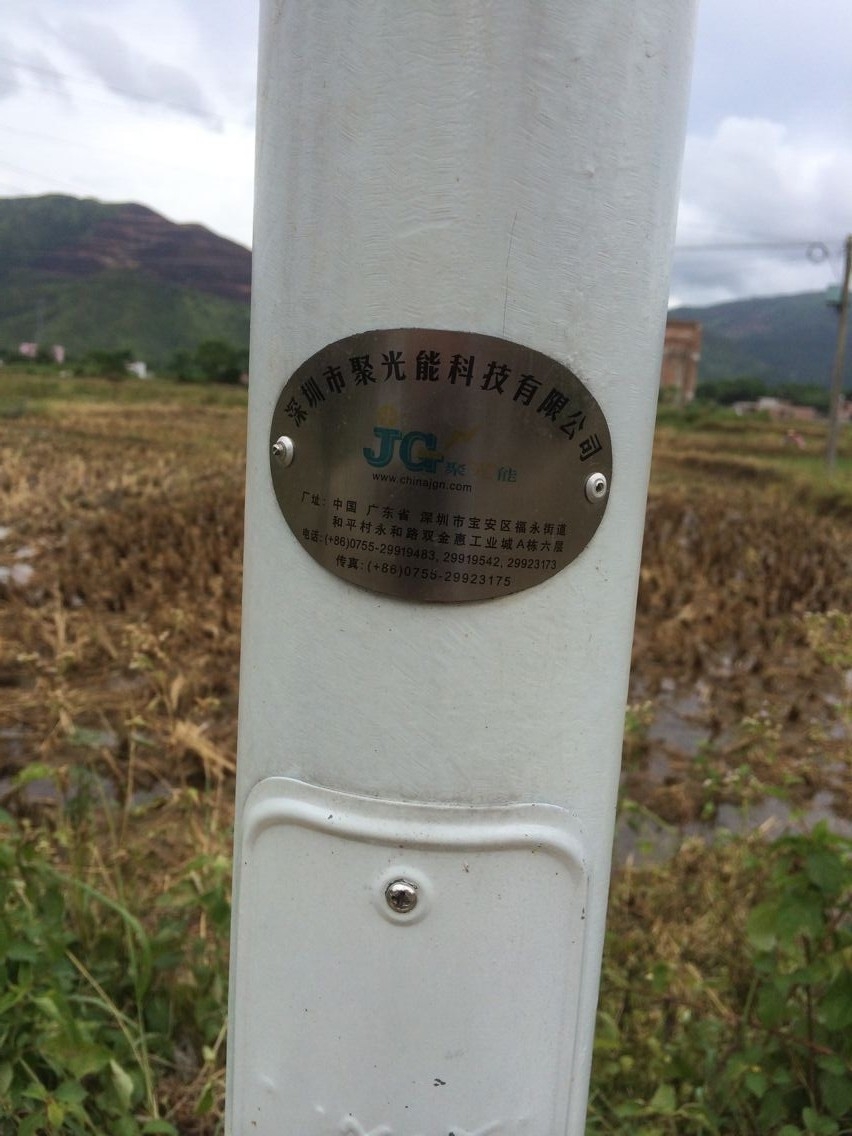 深圳市聚光能科技有限公司
JG 聚光能
www.chinajgn.com
厂址：中国 广东省 深圳市宝安区福永街道
和平村永和路双金惠工业城A栋六层
电话：(+86)0755-29919483, 29919542, 29923173
传真：(+86)0755-29923175